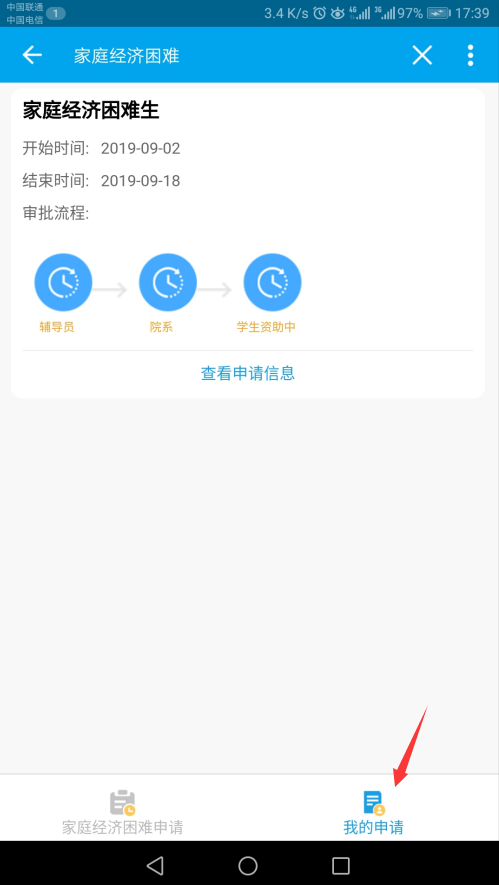 中国联通
中国电信 1
3.4 K/s 4G 3G 97% 17:39
家庭经济困难
家庭经济困难生
开始时间: 2019-09-02
结束时间: 2019-09-18
审批流程:
辅导员 院系 学生资助中
查看申请信息
家庭经济困难申请 我的申请